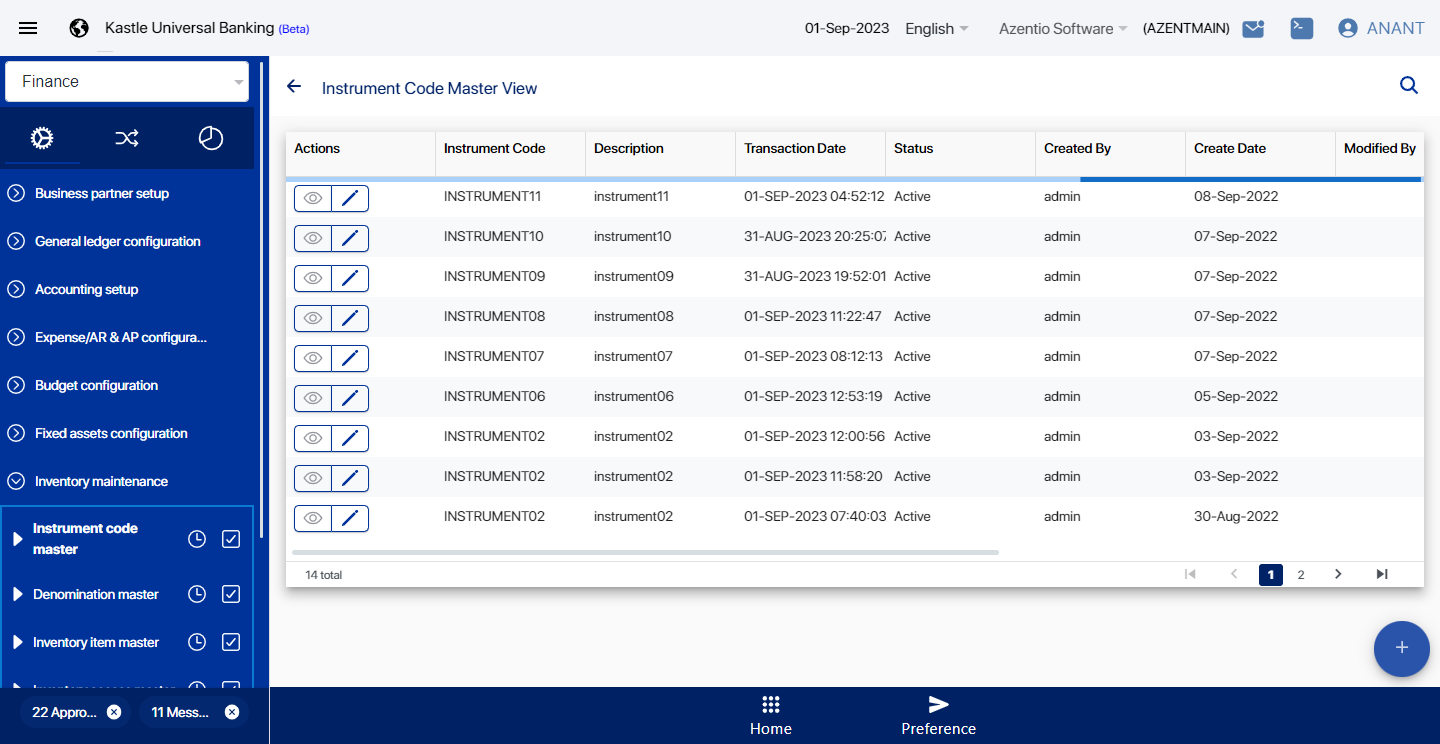 Kastle Universal Banking (Beta)
01-Sep-2023 English Azentio Software (AZENTMAIN) ANANT
Finance
Business partner setup
General ledger configuration
Accounting setup
Expense/AR & AP configura...
Budget configuration
Fixed assets configuration
Inventory maintenance
Instrument code
master
Denomination master
Inventory item master
22 Appro... 11 Mess...
Instrument Code Master View
Actions Instrument Code Description Transaction Date Status Created By Create Date Modified By
INSTRUMENT11 instrument11 01-SEP-2023 04:52:12 Active admin 08-Sep-2022
INSTRUMENT10 instrument10 31-AUG-2023 20:25:07 Active admin 07-Sep-2022
INSTRUMENT09 instrument09 31-AUG-2023 19:52:01 Active admin 07-Sep-2022
INSTRUMENT08 instrument08 01-SEP-2023 11:22:47 Active admin 07-Sep-2022
INSTRUMENT07 instrument07 01-SEP-2023 08:12:13 Active admin 07-Sep-2022
INSTRUMENT06 instrument06 01-SEP-2023 12:53:19 Active admin 05-Sep-2022
INSTRUMENT02 instrument02 01-SEP-2023 12:00:56 Active admin 03-Sep-2022
INSTRUMENT02 instrument02 01-SEP-2023 11:58:20 Active admin 03-Sep-2022
INSTRUMENT02 instrument02 01-SEP-2023 07:40:03 Active admin 30-Aug-2022
14 total 1 2
Home Preference